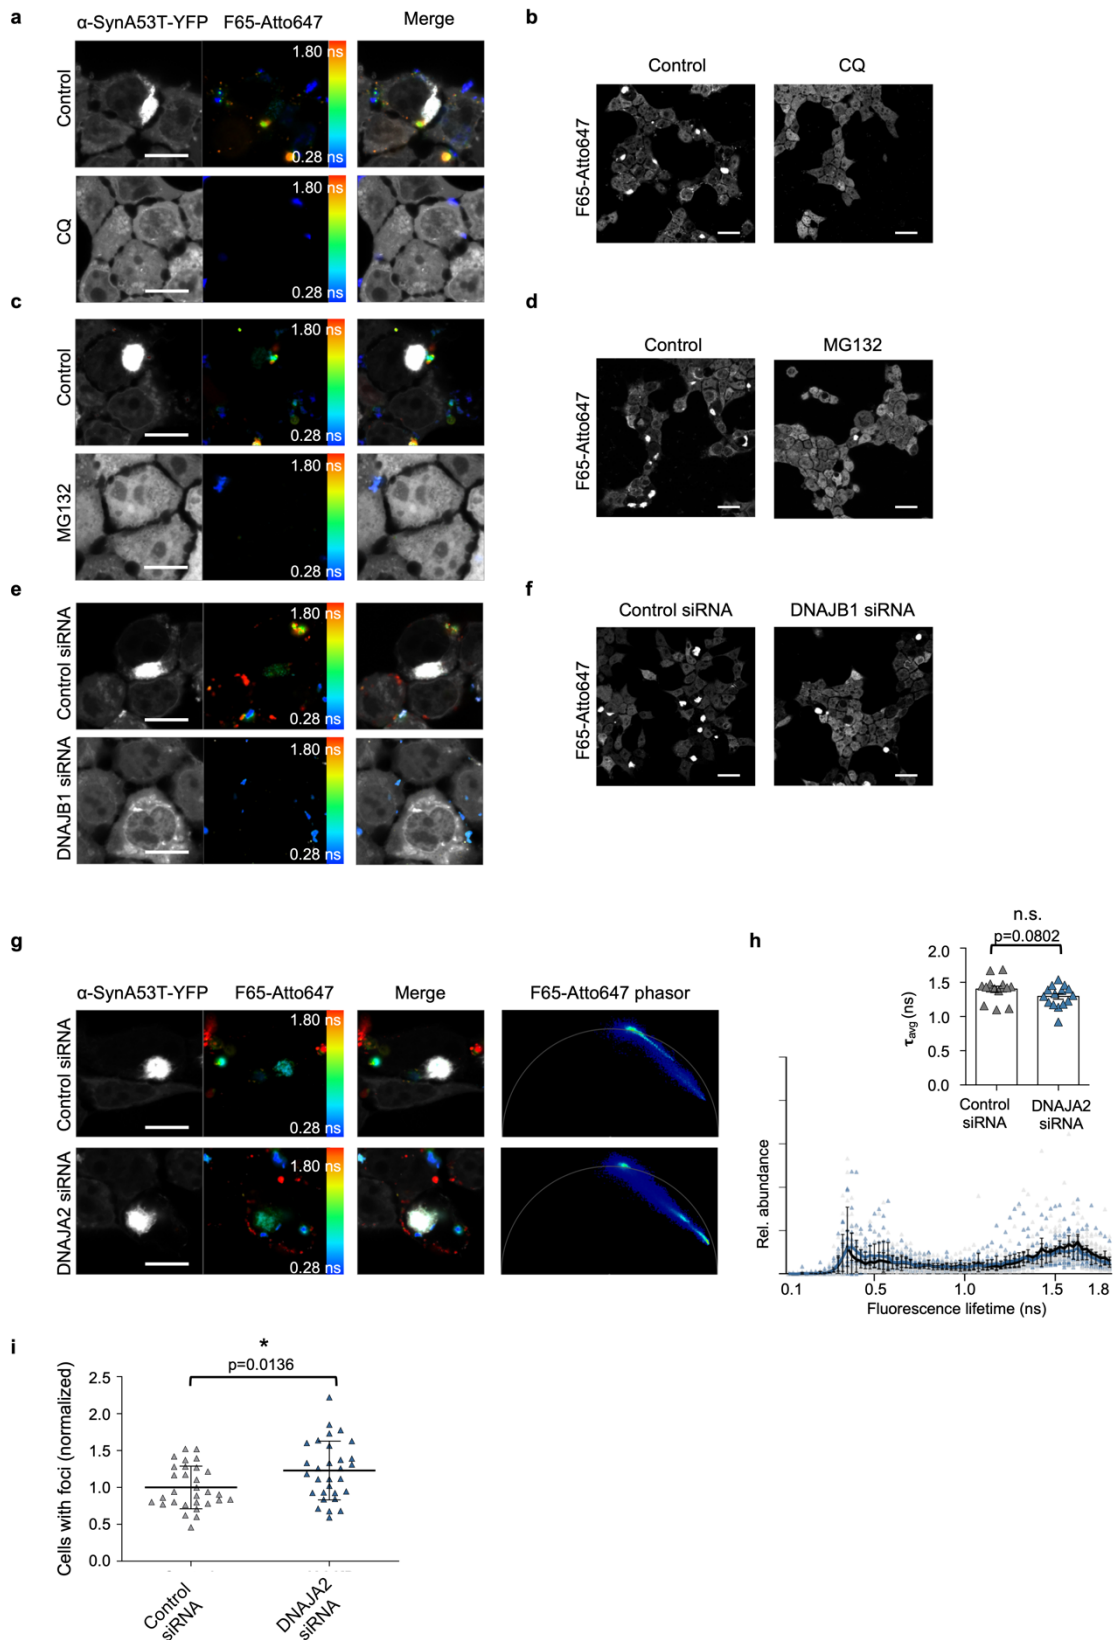 a
α-SynA53T-YFP F65-Atto647 Merge
Control
1.80 ns
0.28 ns
CQ
1.80 ns
0.28 ns
b
Control CQ
F65-Atto647
c
Control
1.80 ns
0.28 ns
MG132
1.80 ns
0.28 ns
d
Control MG132
F65-Atto647
e
Control siRNA
1.80 ns
0.28 ns
DNAJB1 siRNA
1.80 ns
0.28 ns
f
Control siRNA DNAJB1 siRNA
F65-Atto647
g
α-SynA53T-YFP F65-Atto647 Merge F65-Atto647 phasor
Control siRNA
1.80 ns
0.28 ns
DNAJA2 siRNA
1.80 ns
0.28 ns
h
n.s.
p=0.0802
2.0
1.5
1.0
0.5
0.0
τavg (ns)
Control siRNA
DNAJA2 siRNA
Rel. abundance
0.1 0.5 1.0 1.5 1.8
Fluorescence lifetime (ns)
i
*
p=0.0136
2.5
2.0
1.5
1.0
0.5
0.0
Cells with foci (normalized)
Control siRNA
DNAJA2 siRNA